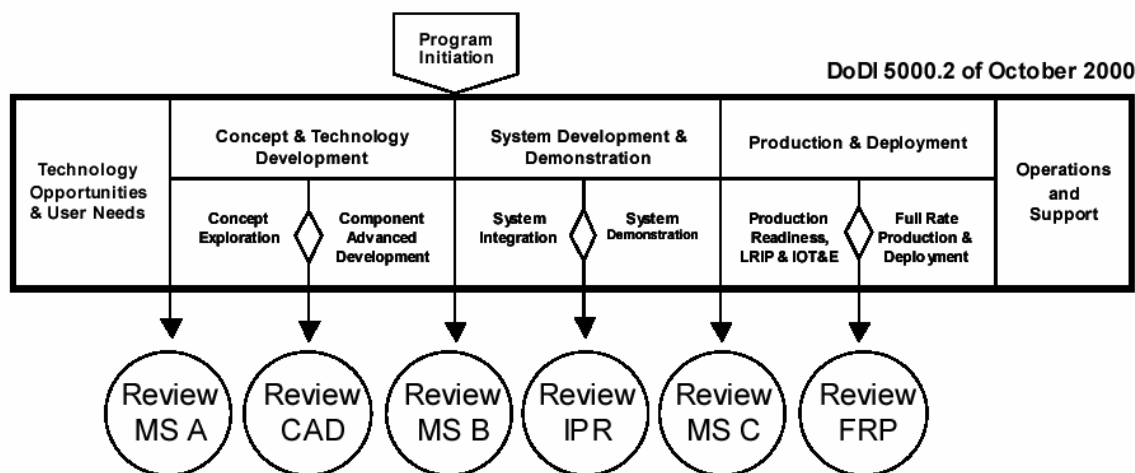 Program
Initiation
DoDI 5000.2 of October 2000
Technology
Opportunities
& User Needs
Concept & Technology
Development
System Development &
Demonstration
Production & Deployment
Operations
and
Support
Concept
Exploration
Component
Advanced
Development
System
Integration
System
Demonstration
Production
Readiness,
LRIP & IOT&E
Full Rate
Production &
Deployment
Review
MS A
Review
CAD
Review
MS B
Review
IPR
Review
MS C
Review
FRP